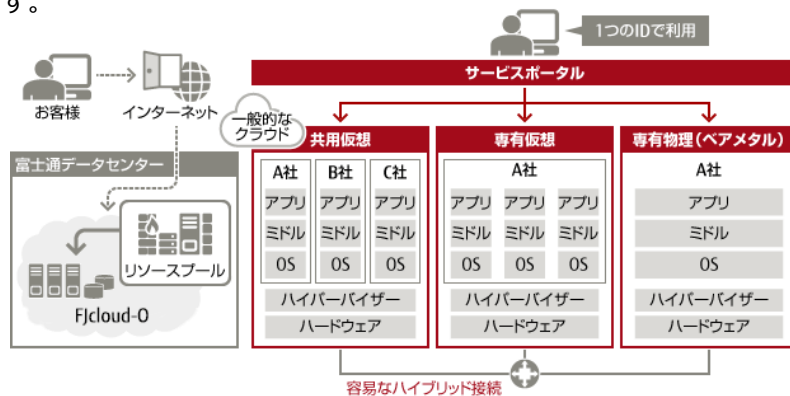 す。
1つのIDで利用
お客様
インターネット
サービスポータル
一般的な
クラウド
富士通データセンター
リソースプール
FJcloud-O
共用仮想
A社 B社 C社
アプリ アプリ アプリ
ミドル ミドル ミドル
OS OS OS
ハイパーバイザー
ハードウェア
専有仮想
A社
アプリ アプリ アプリ
ミドル ミドル ミドル
OS OS OS
ハイパーバイザー
ハードウェア
専有物理(ベアメタル)
A社
アプリ
ミドル
OS
ハイパーバイザー
ハードウェア
容易なハイブリッド接続